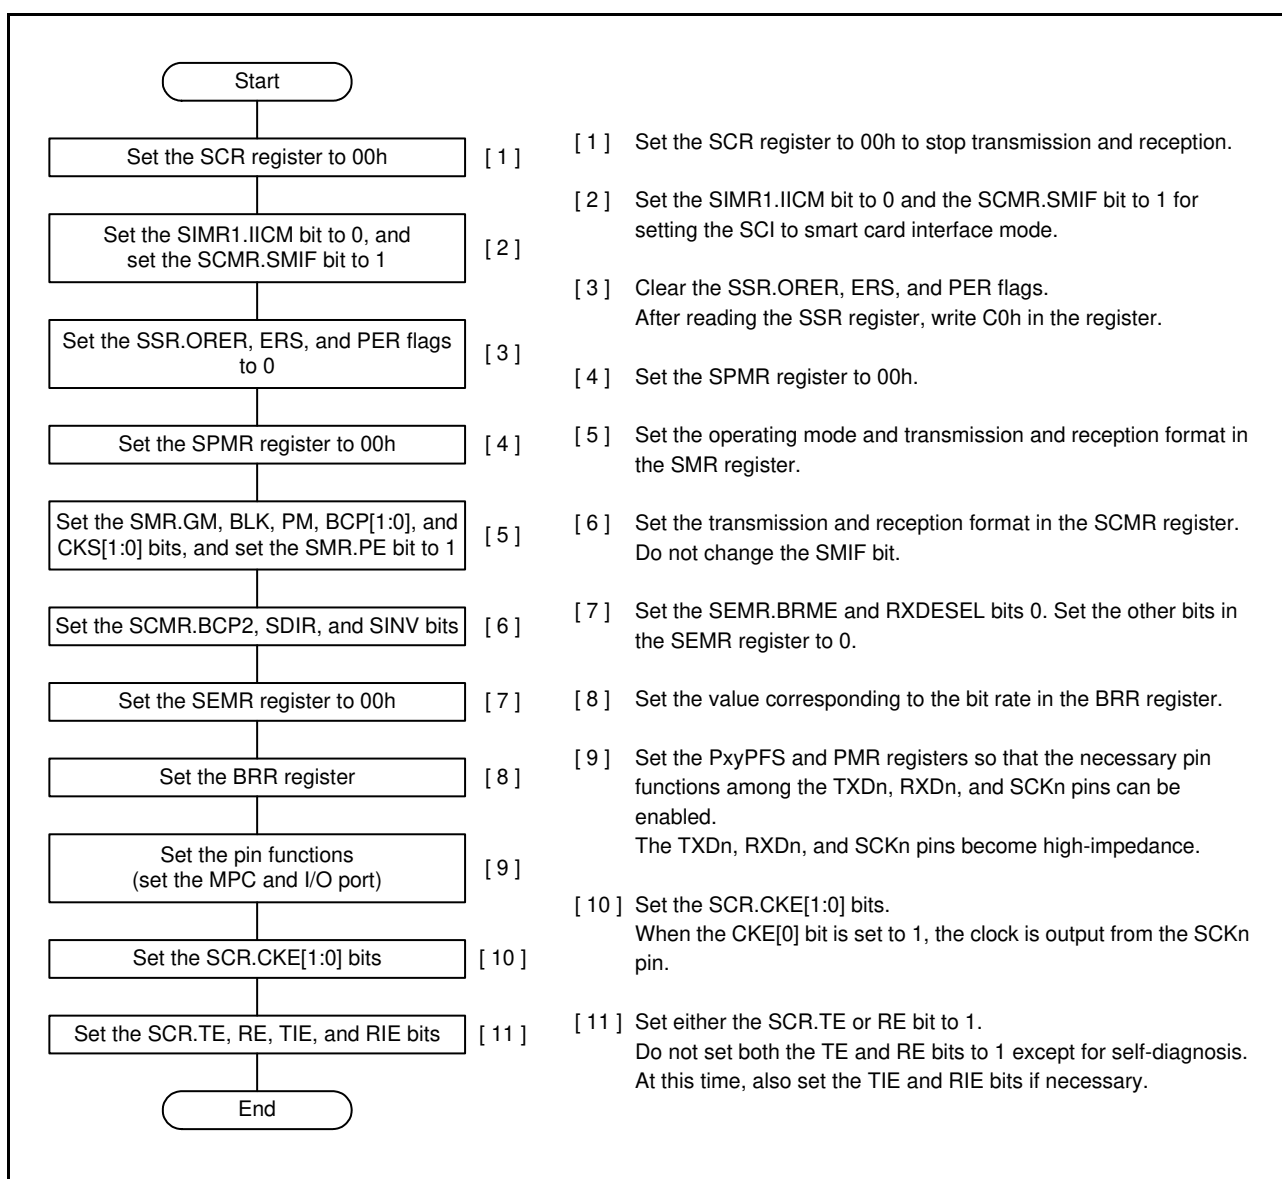 Start
Set the SCR register to 00h
[ 1 ]
Set the SIMR1.IICM bit to 0, and
set the SCMR.SMIF bit to 1
[ 2 ]
Set the SSR.ORER, ERS, and PER flags
to 0
[ 3 ]
Set the SPMR register to 00h
[ 4 ]
Set the SMR.GM, BLK, PM, BCP[1:0], and
CKS[1:0] bits, and set the SMR.PE bit to 1
[ 5 ]
Set the SCMR.BCP2, SDIR, and SINV bits
[ 6 ]
Set the SEMR register to 00h
[ 7 ]
Set the BRR register
[ 8 ]
Set the pin functions
(set the MPC and I/O port)
[ 9 ]
Set the SCR.CKE[1:0] bits
[ 10 ]
Set the SCR.TE, RE, TIE, and RIE bits
[ 11 ]
End
[ 1 ] Set the SCR register to 00h to stop transmission and reception.
[ 2 ] Set the SIMR1.IICM bit to 0 and the SCMR.SMIF bit to 1 for
setting the SCI to smart card interface mode.
[ 3 ] Clear the SSR.ORER, ERS, and PER flags.
After reading the SSR register, write C0h in the register.
[ 4 ] Set the SPMR register to 00h.
[ 5 ] Set the operating mode and transmission and reception format in
the SMR register.
[ 6 ] Set the transmission and reception format in the SCMR register.
Do not change the SMIF bit.
[ 7 ] Set the SEMR.BRME and RXDESEL bits 0. Set the other bits in
the SEMR register to 0.
[ 8 ] Set the value corresponding to the bit rate in the BRR register.
[ 9 ] Set the PxyPFS and PMR registers so that the necessary pin
functions among the TXDn, RXDn, and SCKn pins can be
enabled.
The TXDn, RXDn, and SCKn pins become high-impedance.
[ 10 ] Set the SCR.CKE[1:0] bits.
When the CKE[0] bit is set to 1, the clock is output from the SCKn
pin.
[ 11 ] Set either the SCR.TE or RE bit to 1.
Do not set both the TE and RE bits to 1 except for self-diagnosis.
At this time, also set the TIE and RIE bits if necessary.